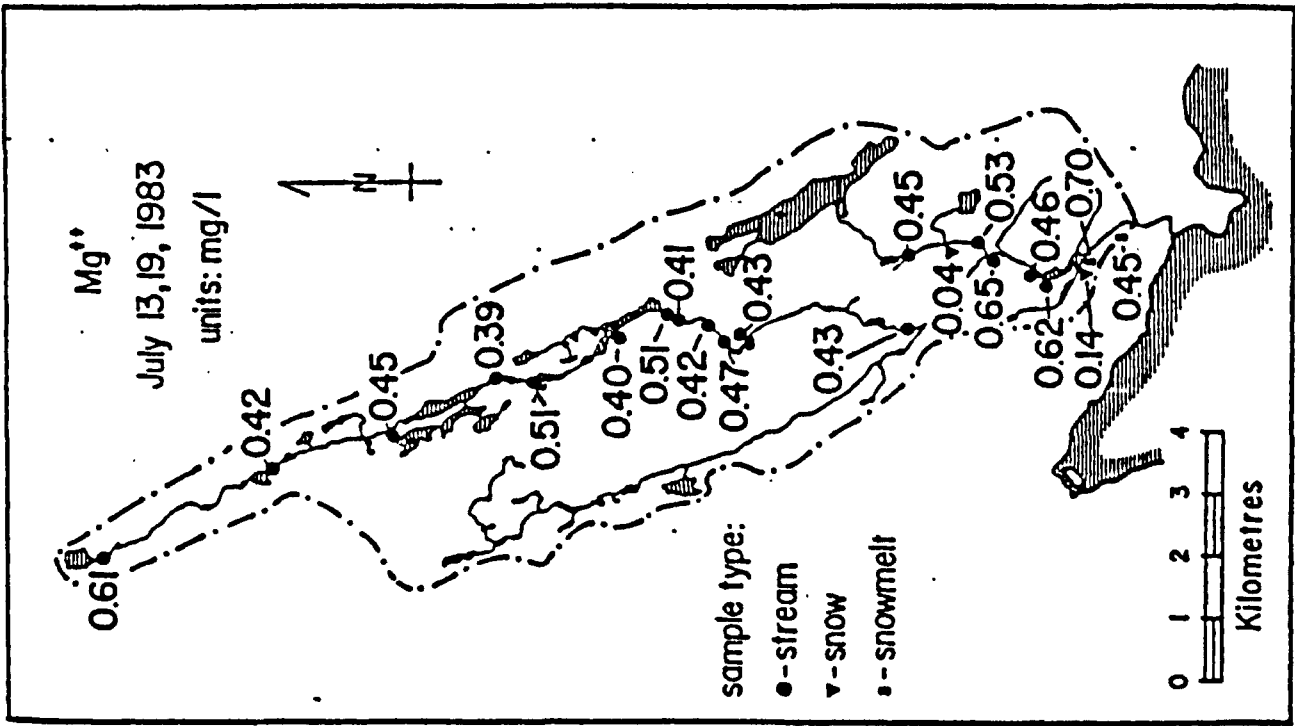 Mg++
July 13,19, 1983
units: mg/l
N
0.61
0.42
0.45
0.39
0.51
0.40
0.41
0.51
0.42
0.43
0.47
0.43
0.45
0.04
0.53
0.65
0.46
0.62
0.70
0.14
0.45
sample type:
●-stream
▼-snow
s-snowmelt
0 1 2 3 4
Kilometres